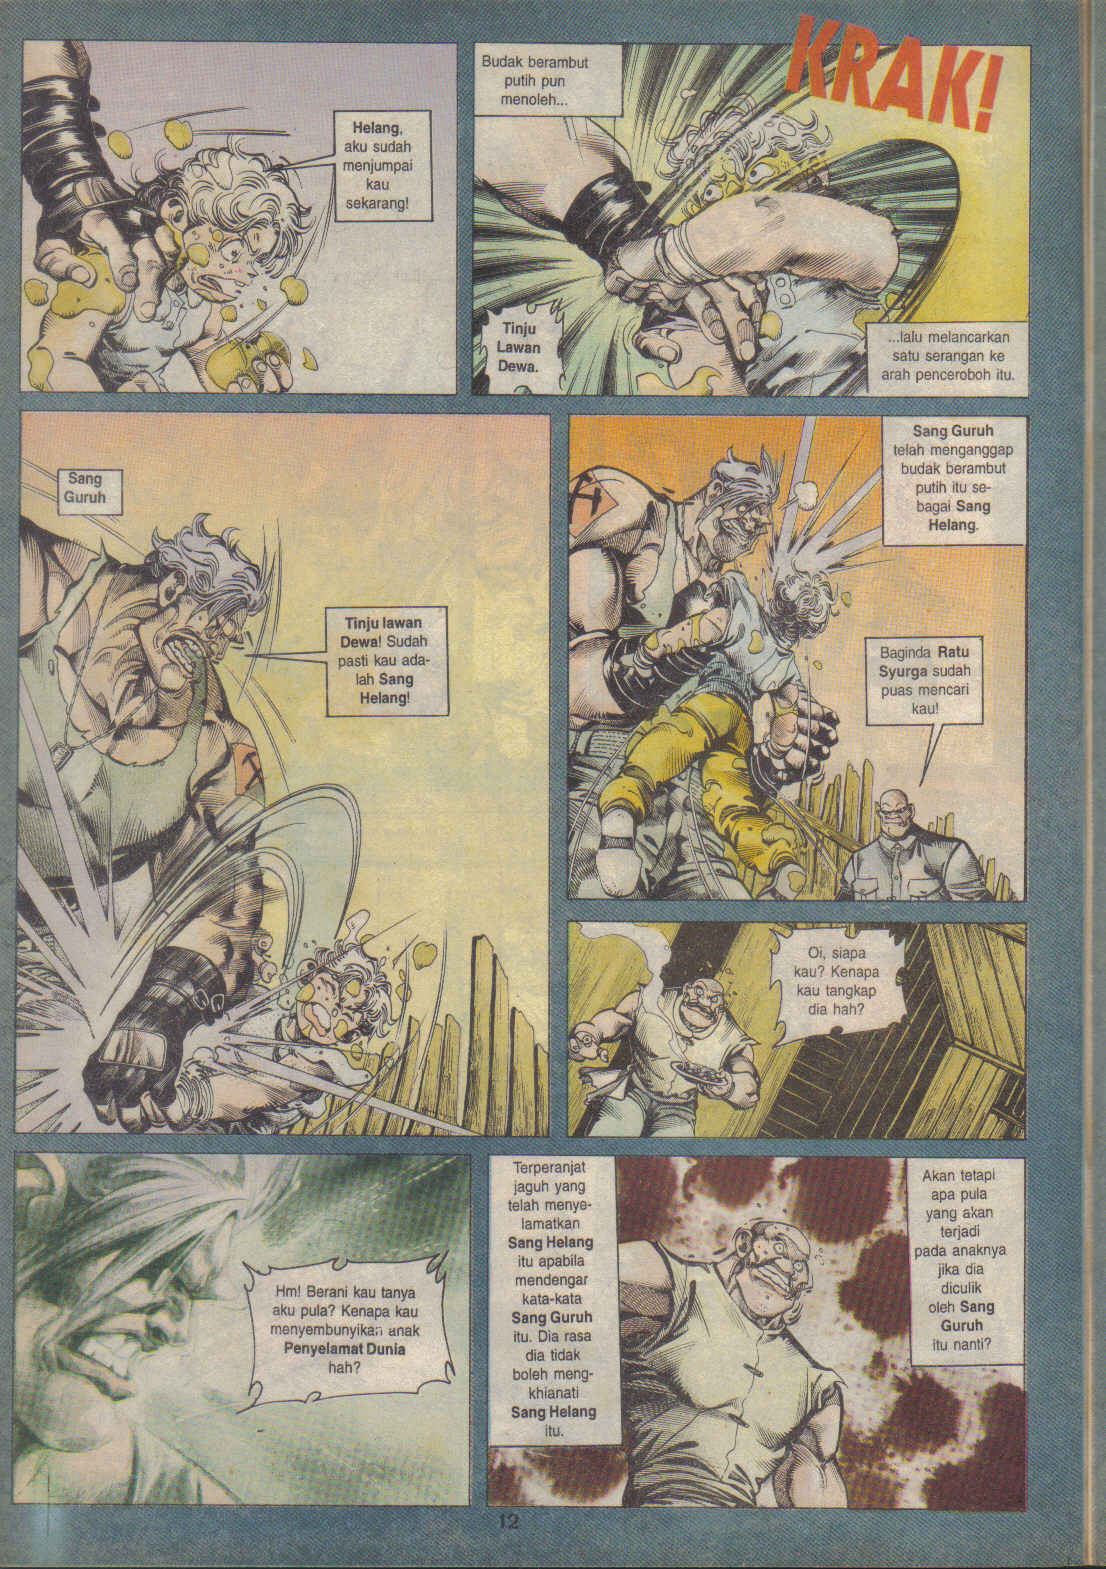 Helang,
aku sudah
menjumpai
kau
sekarang!
Budak berambut
putih pun
menoleh...
KRAK!
Tinju
Lawan
Dewa.
...lalu melancarkan
satu serangan ke
arah penceroboh itu.
Sang
Guruh
Tinju lawan
Dewa! Sudah
pasti kau ada-
lah Sang
Helang!
Sang Guruh
telah menganggap
budak berambut
putih itu se-
bagai Sang
Helang.
Baginda Ratu
Syurga sudah
puas mencari
kau!
Oi, siapa
kau? Kenapa
kau tangkap
dia hah?
Hm! Berani kau tanya
aku pula? Kenapa kau
menyembunyikan anak
Penyelamat Dunia
hah?
Terperanjat
jaguh yang
telah menye-
lamatkan
Sang Helang
itu apabila
mendengar
kata-kata
Sang Guruh
itu. Dia rasa
dia tidak
boleh meng-
khianati
Sang Helang
itu.
Akan tetapi
apa pula
yang akan
terjadi
pada anaknya
jika dia
diculik
oleh Sang
Guruh
itu nanti?
12